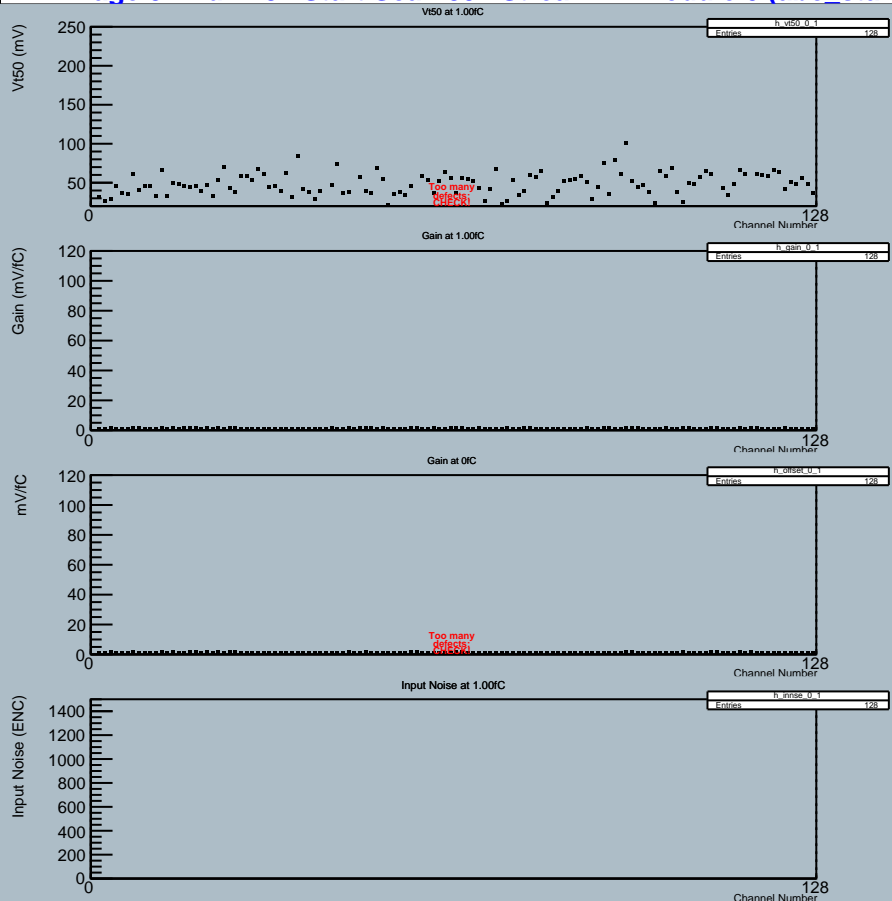 Vt50 at 1.00fC
h_vt50_0_1
Entries 128
Vt50 (mV)
250
200
150
100
50
Too many
defects:
CHECK!
0
128
Channel Number
Gain at 1.00fC
h_gain_0_1
Entries 128
Gain (mV/fC)
120
100
80
60
40
20
0
0
128
Channel Number
Gain at 0fC
h_offset_0_1
Entries 128
mV/fC
120
100
80
60
40
20
Too many
defects:
CHECK!
0
0
128
Channel Number
Input Noise at 1.00fC
h_innse_0_1
Entries 128
Input Noise (ENC)
1400
1200
1000
800
600
400
200
0
0
128
Channel Number